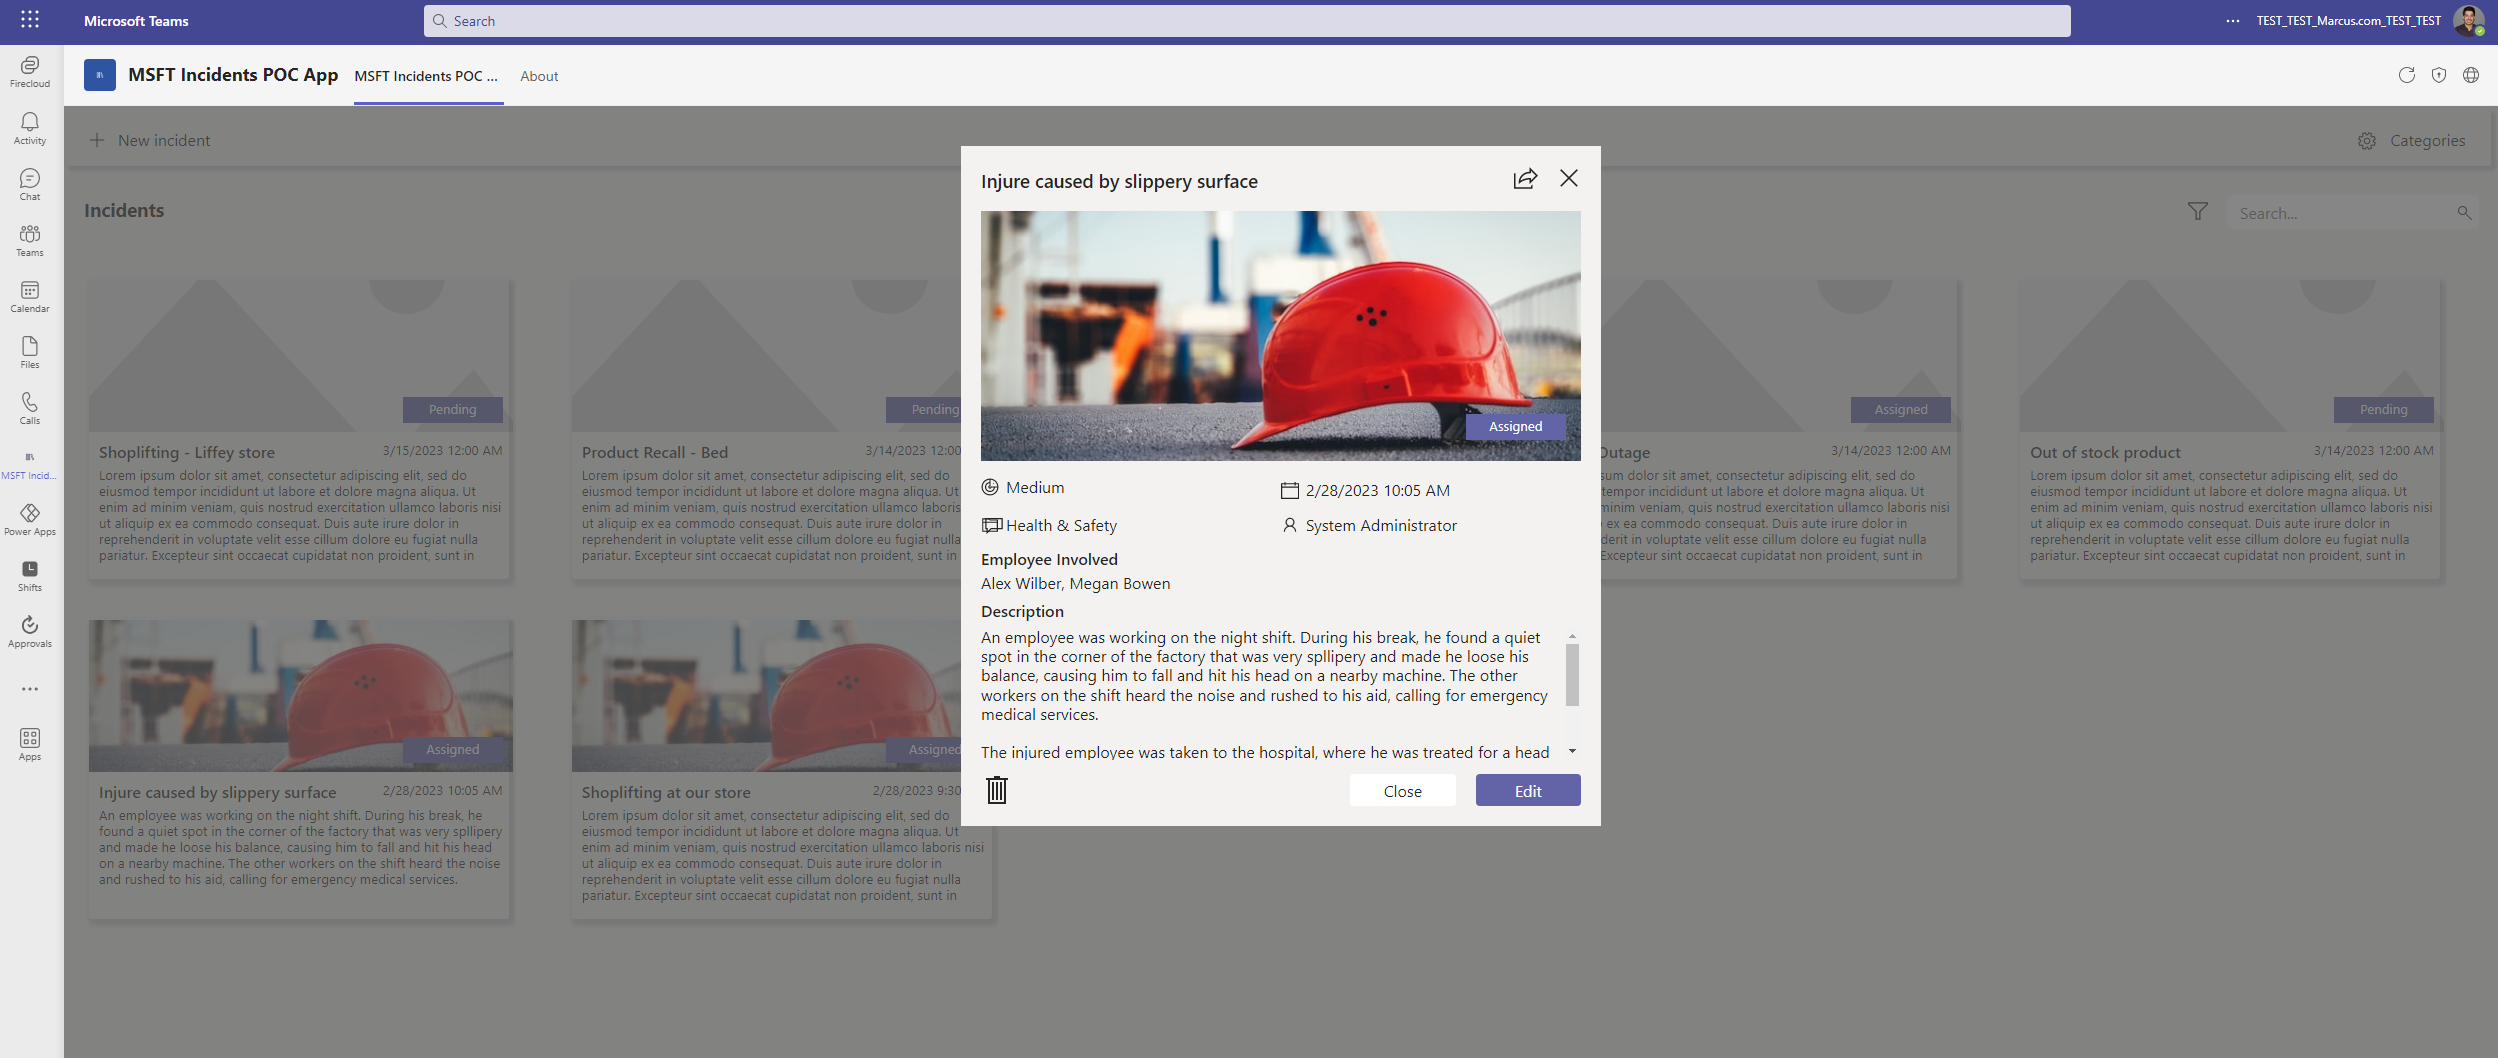 Microsoft Teams
Search
TEST_TEST_Marcus.com_TEST_TEST
Firecloud
Activity
Chat
Teams
Calendar
Files
Calls
MSFT Incid...
Power Apps
Shifts
Approvals
Apps
MSFT Incidents POC App
MSFT Incidents POC ...
About
New incident
Categories
Incidents
Search...
Pending
Shoplifting - Liffey store
3/15/2023 12:00 AM
Lorem ipsum dolor sit amet, consectetur adipiscing elit, sed do
eiusmod tempor incididunt ut labore et dolore magna aliqua. Ut
enim ad minim veniam, quis nostrud exercitation ullamco laboris nisi
ut aliquip ex ea commodo consequat. Duis aute irure dolor in
reprehenderit in voluptate velit esse cillum dolore eu fugiat nulla
pariatur. Excepteur sint occaecat cupidatat non proident, sunt in
Pending
Product Recall - Bed
3/14/2023 12:00
Lorem ipsum dolor sit amet, consectetur adipiscing elit, sed do
eiusmod tempor incididunt ut labore et dolore magna aliqua. Ut
enim ad minim veniam, quis nostrud exercitation ullamco laboris
ut aliquip ex ea commodo consequat. Duis aute irure dolor in
reprehenderit in voluptate velit esse cillum dolore eu fugiat nulla
pariatur. Excepteur sint occaecat cupidatat non proident, sunt in
Assigned
Outage
3/14/2023 12:00 AM
sum dolor sit amet, consectetur adipiscing elit, sed do
tempor incididunt ut labore et dolore magna aliqua. Ut
minim veniam, quis nostrud exercitation ullamco laboris nisi
ex ea commodo consequat. Duis aute irure dolor in
derit in voluptate velit esse cillum dolore eu fugiat nulla
Excepteur sint occaecat cupidatat non proident, sunt in
Pending
Out of stock product
3/14/2023 12:00 AM
Lorem ipsum dolor sit amet, consectetur adipiscing elit, sed do
eiusmod tempor incididunt ut labore et dolore magna aliqua. Ut
enim ad minim veniam, quis nostrud exercitation ullamco laboris nisi
ut aliquip ex ea commodo consequat. Duis aute irure dolor in
reprehenderit in voluptate velit esse cillum dolore eu fugiat nulla
pariatur. Excepteur sint occaecat cupidatat non proident, sunt in
Assigned
Injure caused by slippery surface
2/28/2023 10:05 AM
An employee was working on the night shift. During his break, he
found a quiet spot in the corner of the factory that was very spllipery
and made he loose his balance, causing him to fall and hit his head
on a nearby machine. The other workers on the shift heard the noise
and rushed to his aid, calling for emergency medical services.
Assigned
Shoplifting at our store
2/28/2023 9:30
Lorem ipsum dolor sit amet, consectetur adipiscing elit, sed do
eiusmod tempor incididunt ut labore et dolore magna aliqua. Ut
enim ad minim veniam, quis nostrud exercitation ullamco laboris nisi
ut aliquip ex ea commodo consequat. Duis aute irure dolor in
reprehenderit in voluptate velit esse cillum dolore eu fugiat nulla
pariatur. Excepteur sint occaecat cupidatat non proident, sunt in
Injure caused by slippery surface
Assigned
Medium
2/28/2023 10:05 AM
Health & Safety
System Administrator
Employee Involved
Alex Wilber, Megan Bowen
Description
An employee was working on the night shift. During his break, he found a quiet
spot in the corner of the factory that was very spllipery and made he loose his
balance, causing him to fall and hit his head on a nearby machine. The other
workers on the shift heard the noise and rushed to his aid, calling for emergency
medical services.
The injured employee was taken to the hospital, where he was treated for a head
Close
Edit